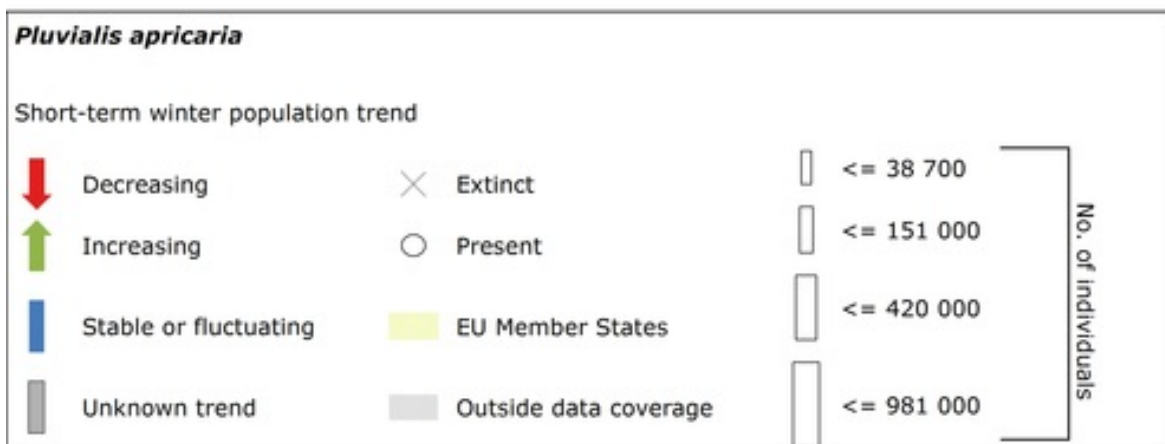 Pluvialis apricaria
Short-term winter population trend
Decreasing
Increasing
Stable or fluctuating
Unknown trend
Extinct
Present
EU Member States
Outside data coverage
<= 38 700
<= 151 000
<= 420 000
<= 981 000
No. of individuals